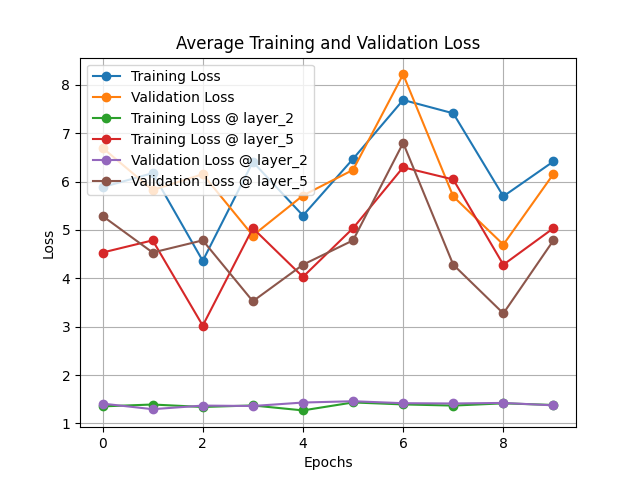 Average Training and Validation Loss
Training Loss
Validation Loss
Training Loss @ layer_2
Training Loss @ layer_5
Validation Loss @ layer_2
Validation Loss @ layer_5
Loss
8
7
6
5
4
3
2
1
0 2 4 6 8
Epochs